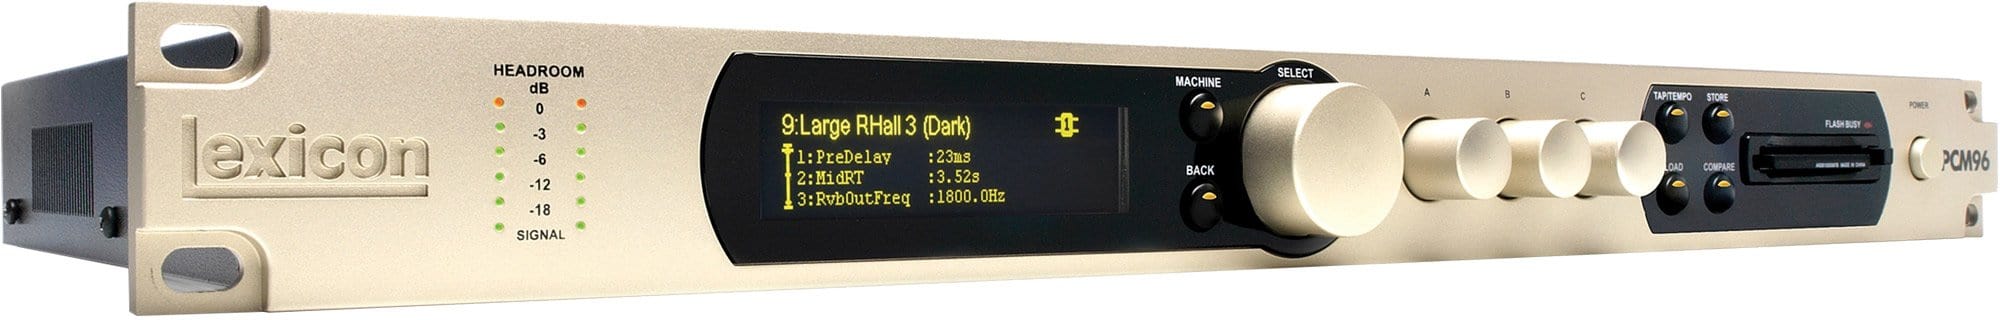 Lexicon
HEADROOM
dB
0
-3
-6
-12
-18
SIGNAL
9:Large RHall 3 (Dark)
1
1:PreDelay :23ms
2:MidRT :3.52s
3:RvbOutFreq :1800.0Hz
MACHINE
BACK
SELECT
A
B
C
TAP/TEMPO
STORE
LOAD
COMPARE
FLASH BUSY
MADE IN CHINA
POWER
PCM96